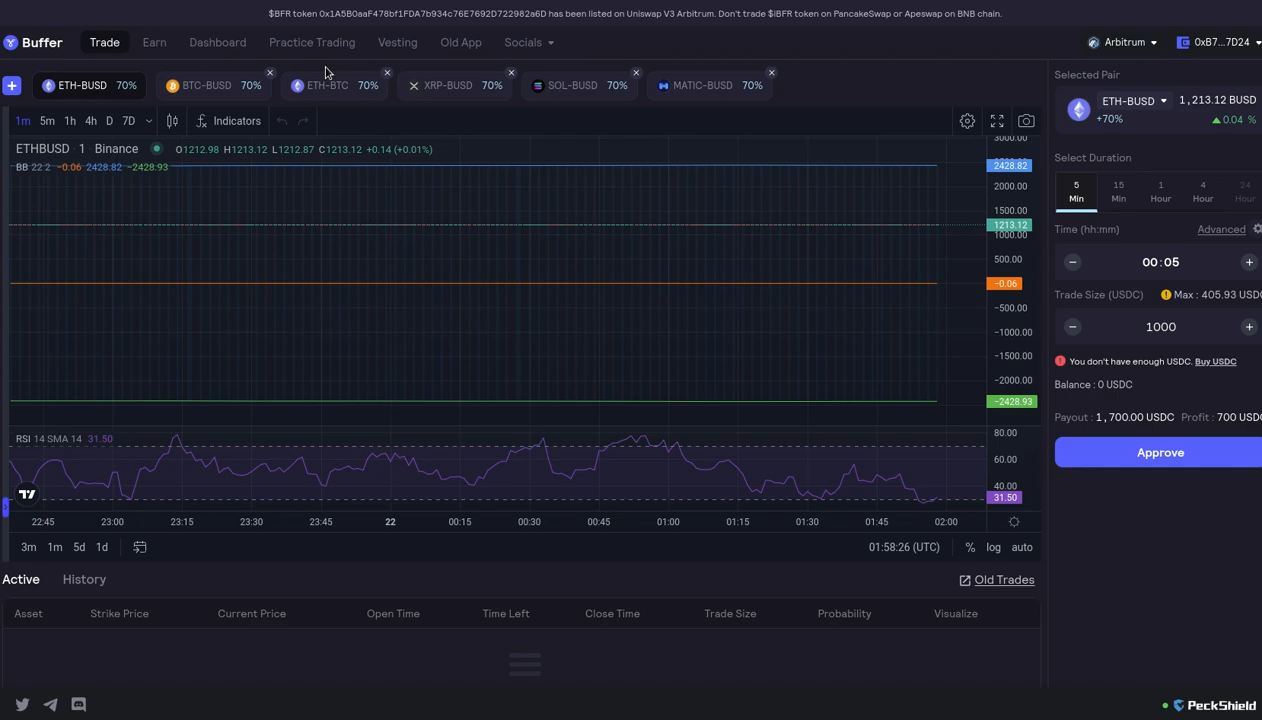 $BFR token 0x1A5B0aaF478bf1FDA7b934c76E7692D722982a6D has been listed on Uniswap V3 Arbitrum. Don't trade $iBFR token on PancakeSwap or Apeswap on BNB chain.
Buffer Trade Earn Dashboard Practice Trading Vesting Old App Socials Arbitrum 0xB7...7D24
+ ETH-BUSD 70% BTC-BUSD 70% ETH-BTC 70% XRP-BUSD 70% SOL-BUSD 70% MATIC-BUSD 70%
1m 5m 1h 4h D 7D Indicators
ETHBUSD · 1 Binance O1212.98 H1213.12 L1212.87 C1213.12 +0.14 (+0.01%)
BB 22 2 −0.06 2428.82 −2428.93
3000.00
2428.82
2000.00
1500.00
1213.12
1000.00
500.00
−0.06
−500.00
−1000.00
−1500.00
−2000.00
−2428.93
RSI 14 SMA 14 31.50
80.00
60.00
40.00
31.50
22:45 23:00 23:15 23:30 23:45 22 00:15 00:30 00:45 01:00 01:15 01:30 01:45 02:00
3m 1m 5d 1d 01:58:26 (UTC) % log auto
Active History Old Trades
Asset Strike Price Current Price Open Time Time Left Close Time Trade Size Probability Visualize
Selected Pair
ETH-BUSD 1,213.12 BUSD
+70% 0.04 %
Select Duration
5 15 1 4 24
Min Min Hour Hour Hour
Time (hh:mm) Advanced
− 00:05 +
Trade Size (USDC) Max : 405.93 USDC
− 1000 +
You don't have enough USDC. Buy USDC
Balance : 0 USDC
Payout : 1,700.00 USDC Profit : 700 USDC
Approve
PeckShield